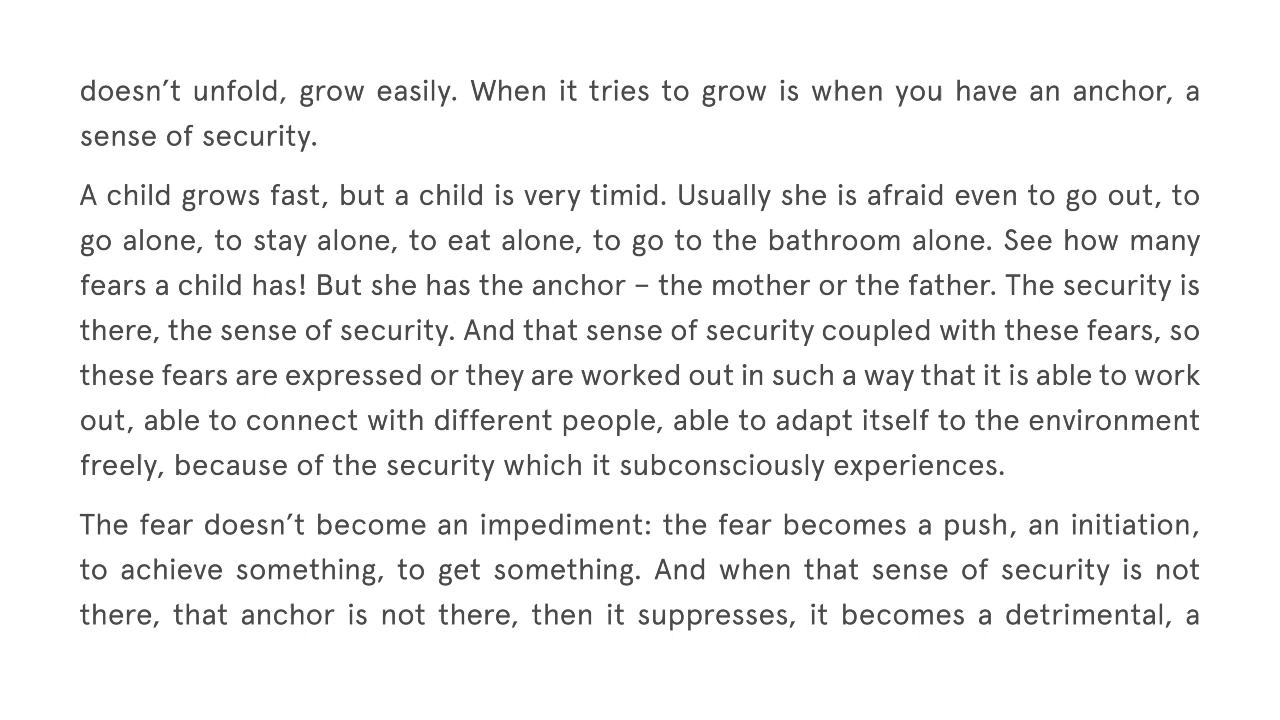 doesn’t unfold, grow easily. When it tries to grow is when you have an anchor, a
sense of security.
A child grows fast, but a child is very timid. Usually she is afraid even to go out, to
go alone, to stay alone, to eat alone, to go to the bathroom alone. See how many
fears a child has! But she has the anchor – the mother or the father. The security is
there, the sense of security. And that sense of security coupled with these fears, so
these fears are expressed or they are worked out in such a way that it is able to work
out, able to connect with different people, able to adapt itself to the environment
freely, because of the security which it subconsciously experiences.
The fear doesn’t become an impediment: the fear becomes a push, an initiation,
to achieve something, to get something. And when that sense of security is not
there, that anchor is not there, then it suppresses, it becomes a detrimental, a